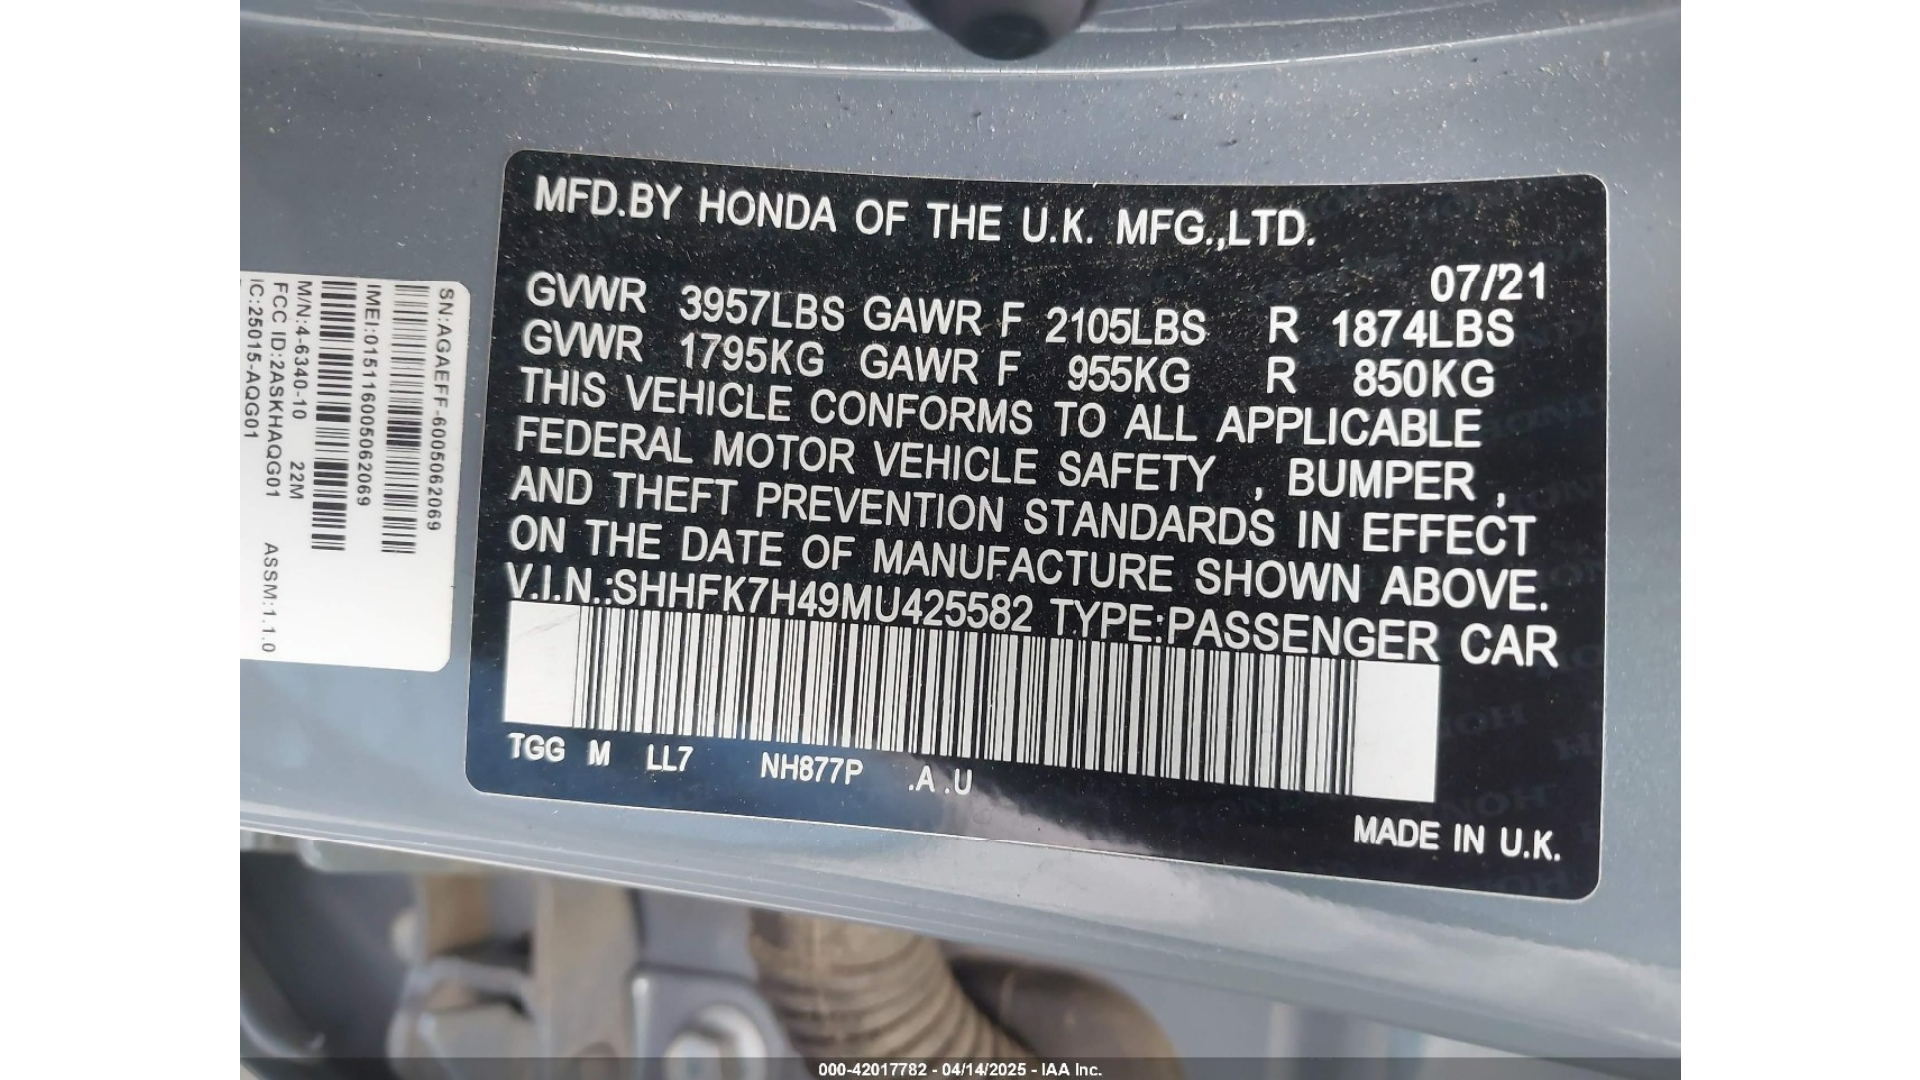 MFD.BY HONDA OF THE U.K. MFG.,LTD.
07/21
GVWR 3957LBS GAWR F 2105LBS R 1874LBS
GVWR 1795KG GAWR F 955KG R 850KG
THIS VEHICLE CONFORMS TO ALL APPLICABLE
FEDERAL MOTOR VEHICLE SAFETY , BUMPER ,
AND THEFT PREVENTION STANDARDS IN EFFECT
ON THE DATE OF MANUFACTURE SHOWN ABOVE.
V.I.N.:SHHFK7H49MU425582 TYPE:PASSENGER CAR
TGG M LL7 NH877P .A .U
MADE IN U.K.
SN:AGAEFF-6005062069
IMEI:015116005062069
M/N:4-6340-10 22M
FCC ID:2ASKHAQG01 ASSM:1.1.0
IC:25015-AQG01
000-42017782 - 04/14/2025 - IAA Inc.